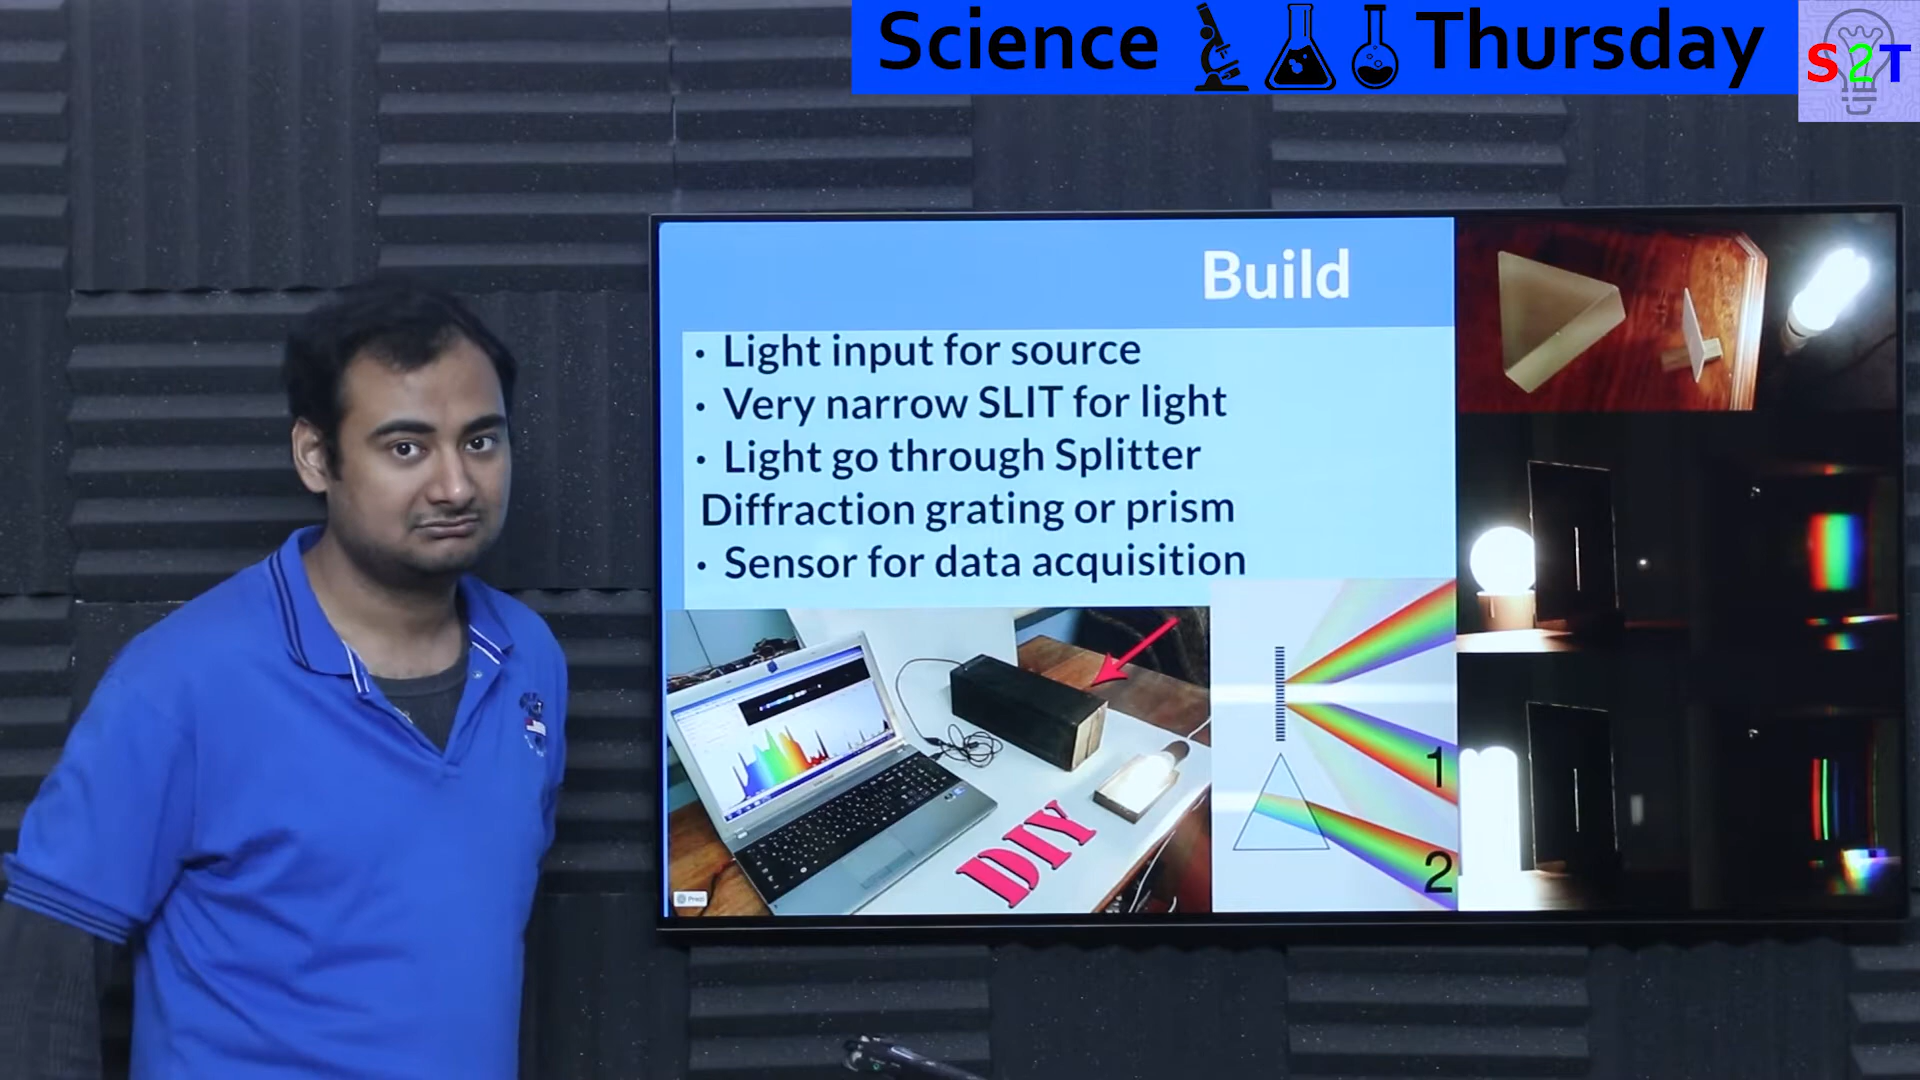 Science Thursday
S2T
Build
• Light input for source
• Very narrow SLIT for light
• Light go through Splitter
Diffraction grating or prism
• Sensor for data acquisition
DIY
1
2
Prezi